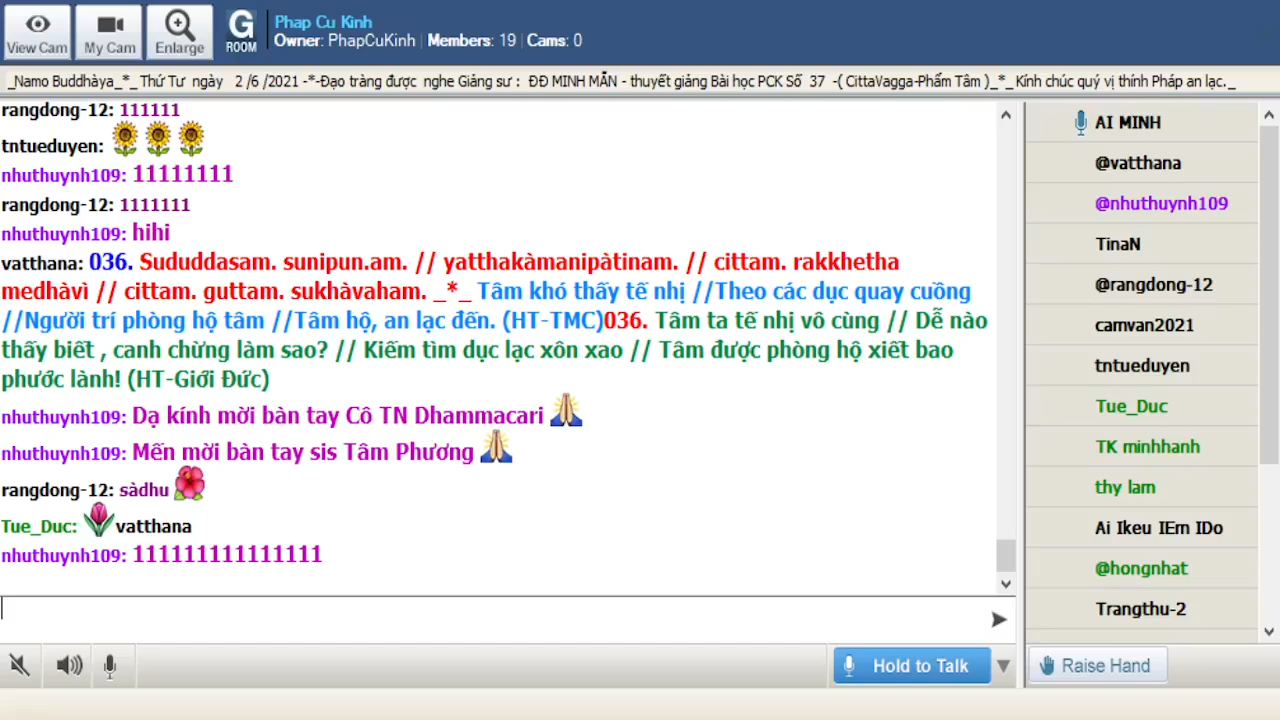 View Cam
My Cam
Enlarge
G ROOM
Phap Cu Kinh
Owner: PhapCuKinh | Members: 19 | Cams: 0
_Namo Buddhàya_*_ Thứ Tư ngày 2 /6 /2021 -*-Đạo tràng được nghe Giảng sư : ĐĐ MINH MẪN - thuyết giảng Bài học PCK Số 37 -( CittaVagga-Phẩm Tâm )_*_Kính chúc quý vị thính Pháp an lạc._
rangdong-12: 111111
tntueduyen:
nhuthuynh109: 11111111
rangdong-12: 1111111
nhuthuynh109: hihi
vatthana: 036. Sududdasam. sunipun.am. // yatthakàmanipàtinam. // cittam. rakkhetha
medhàvì // cittam. guttam. sukhàvaham. _*_ Tâm khó thấy tế nhị //Theo các dục quay cuồng
//Người trí phòng hộ tâm //Tâm hộ, an lạc đến. (HT-TMC)036. Tâm ta tế nhị vô cùng // Dễ nào
thấy biết , canh chừng làm sao? // Kiếm tìm dục lạc xôn xao // Tâm được phòng hộ xiết bao
phước lành! (HT-Giới Đức)
nhuthuynh109: Dạ kính mời bàn tay Cô TN Dhammacari
nhuthuynh109: Mến mời bàn tay sis Tâm Phương
rangdong-12: sàdhu
Tue_Duc: vatthana
nhuthuynh109: 111111111111111
AI MINH
@vatthana
@nhuthuynh109
TinaN
@rangdong-12
camvan2021
tntueduyen
Tue_Duc
TK minhhanh
thy lam
Ai Ikeu IEm IDo
@hongnhat
Trangthu-2
Hold to Talk
Raise Hand